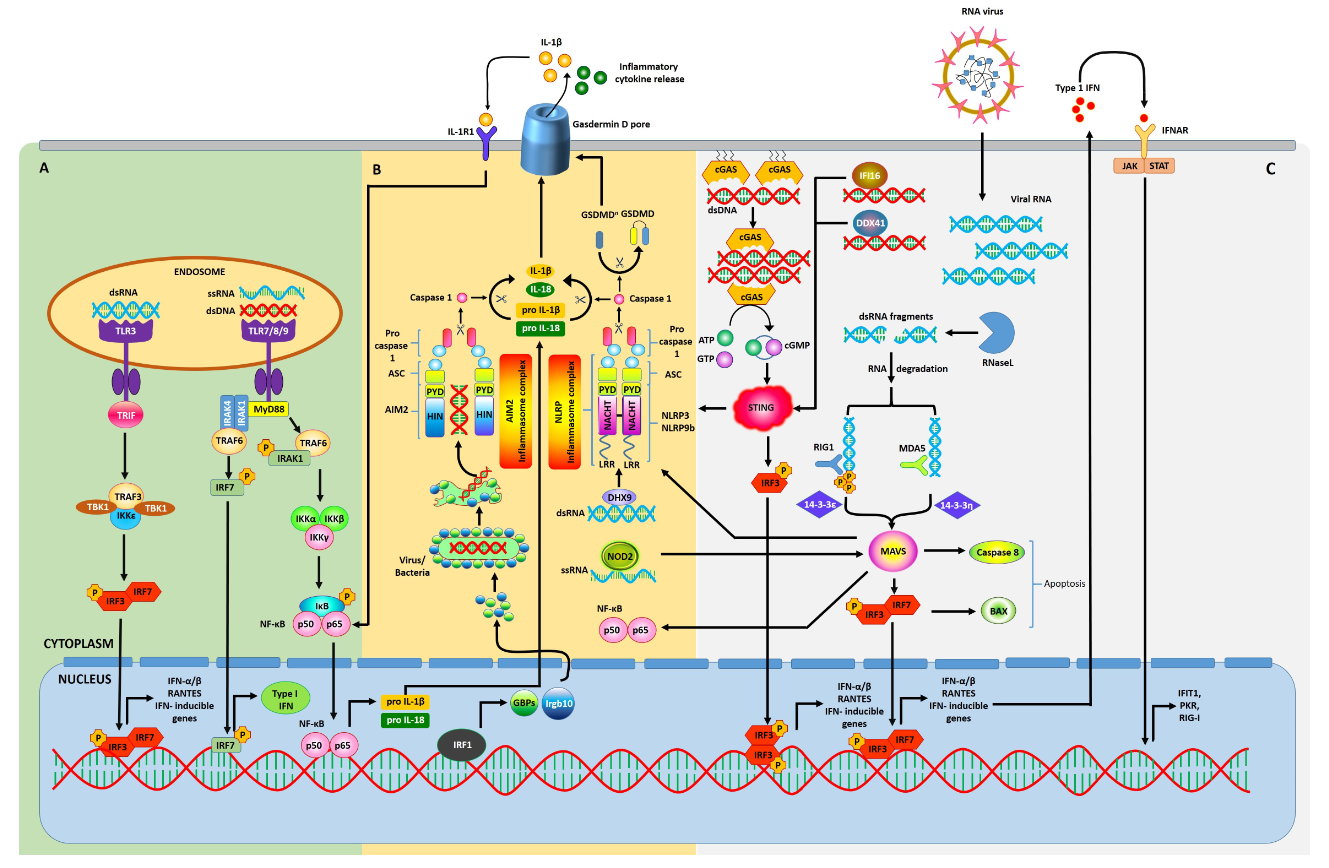 RNA virus
IL-1β
Inflammatory
cytokine release
Type 1 IFN
IL-1R1
Gasdermin D pore
IFNAR
JAK
STAT
A
ENDOSOME
dsRNA
TLR3
ssRNA
dsDNA
TLR7/8/9
TRIF
IRAK4
IRAK1
MyD88
TRAF6
P
IRF7
P
TRAF6
IRAK1
TRAF3
TBK1
TBK1
IKKε
IKKα
IKKβ
IKKγ
P
IRF3
IRF7
IκB
P
NF-κB
p50
p65
CYTOPLASM
B
GSDMDⁿ
GSDMD
IL-1β
IL-18
pro IL-1β
pro IL-18
Caspase 1
Caspase 1
Pro
caspase
1
ASC
AIM2
PYD
PYD
HIN
HIN
AIM2
Inflammasome complex
NLRP
Inflammasome complex
PYD
PYD
NACHT
NACHT
LRR
LRR
Pro
caspase
1
ASC
NLRP3
NLRP9b
DHX9
dsRNA
NOD2
ssRNA
Virus/
Bacteria
NF-κB
p50
p65
C
cGAS
cGAS
dsDNA
cGAS
cGAS
ATP
GTP
cGMP
IFI16
DDX41
STING
P
IRF3
Viral RNA
dsRNA fragments
RNaseL
RNA
degradation
RIG1
MDA5
P
P
P
14-3-3ε
14-3-3η
MAVS
Caspase 8
Apoptosis
P
IRF3
IRF7
BAX
NUCLEUS
IFN-α/β
RANTES
IFN- inducible
genes
P
IRF3
IRF7
Type I
IFN
IRF7
P
NF-κB
p50
p65
pro IL-1β
pro IL-18
IRF1
GBPs
Irgb10
IRF3
P
IRF3
P
IFN-α/β
RANTES
IFN- inducible
genes
P
IRF3
IRF7
IFN-α/β
RANTES
IFN- inducible
genes
IFIT1,
PKR,
RIG-I